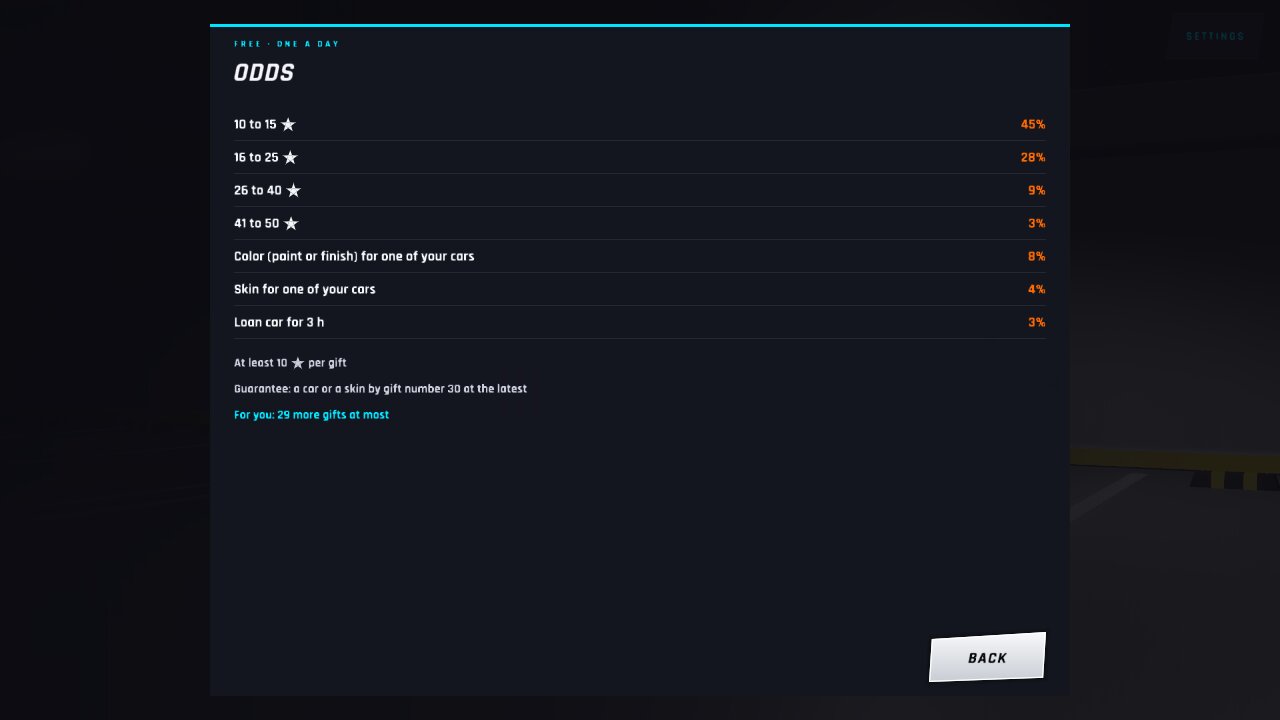 SETTINGS
FREE · ONE A DAY
ODDS
10 to 15 ★ 45%
16 to 25 ★ 28%
26 to 40 ★ 9%
41 to 50 ★ 3%
Color (paint or finish) for one of your cars 8%
Skin for one of your cars 4%
Loan car for 3 h 3%
At least 10 ★ per gift
Guarantee: a car or a skin by gift number 30 at the latest
For you: 29 more gifts at most
BACK